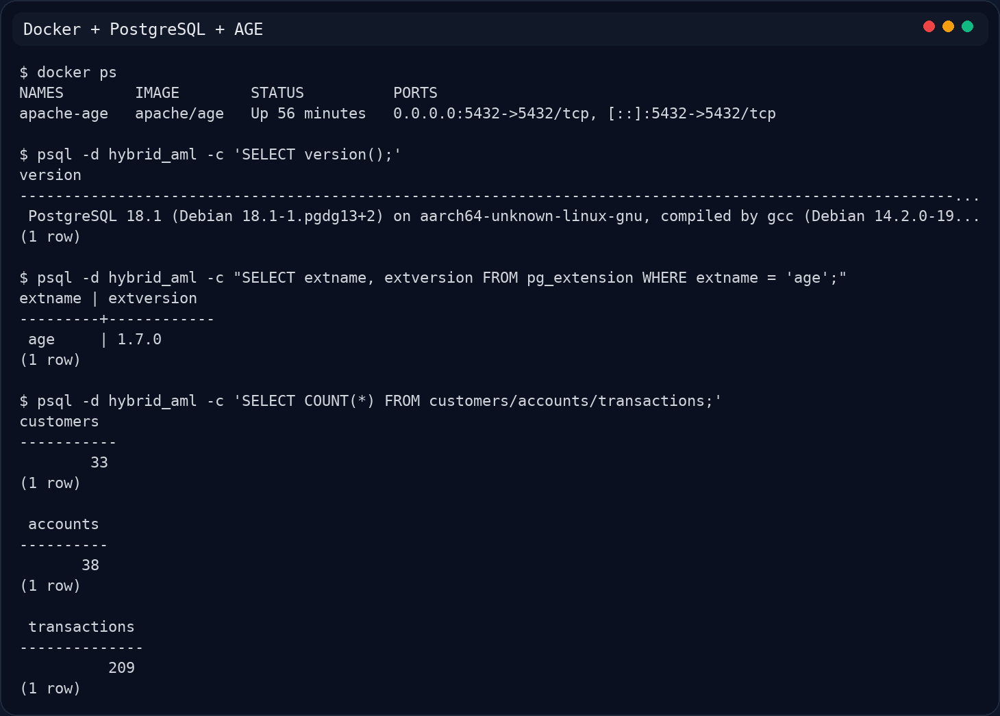 Docker + PostgreSQL + AGE
$ docker ps
NAMES        IMAGE        STATUS          PORTS
apache-age   apache/age   Up 56 minutes   0.0.0.0:5432->5432/tcp, [::]:5432->5432/tcp
$ psql -d hybrid_aml -c 'SELECT version();'
version
---------------------------------------------------------------------------------------------------------...
 PostgreSQL 18.1 (Debian 18.1-1.pgdg13+2) on aarch64-unknown-linux-gnu, compiled by gcc (Debian 14.2.0-19...
(1 row)
$ psql -d hybrid_aml -c "SELECT extname, extversion FROM pg_extension WHERE extname = 'age';"
extname | extversion
---------+------------
 age     | 1.7.0
(1 row)
$ psql -d hybrid_aml -c 'SELECT COUNT(*) FROM customers/accounts/transactions;'
customers
-----------
        33
(1 row)
 accounts
----------
       38
(1 row)
 transactions
--------------
          209
(1 row)